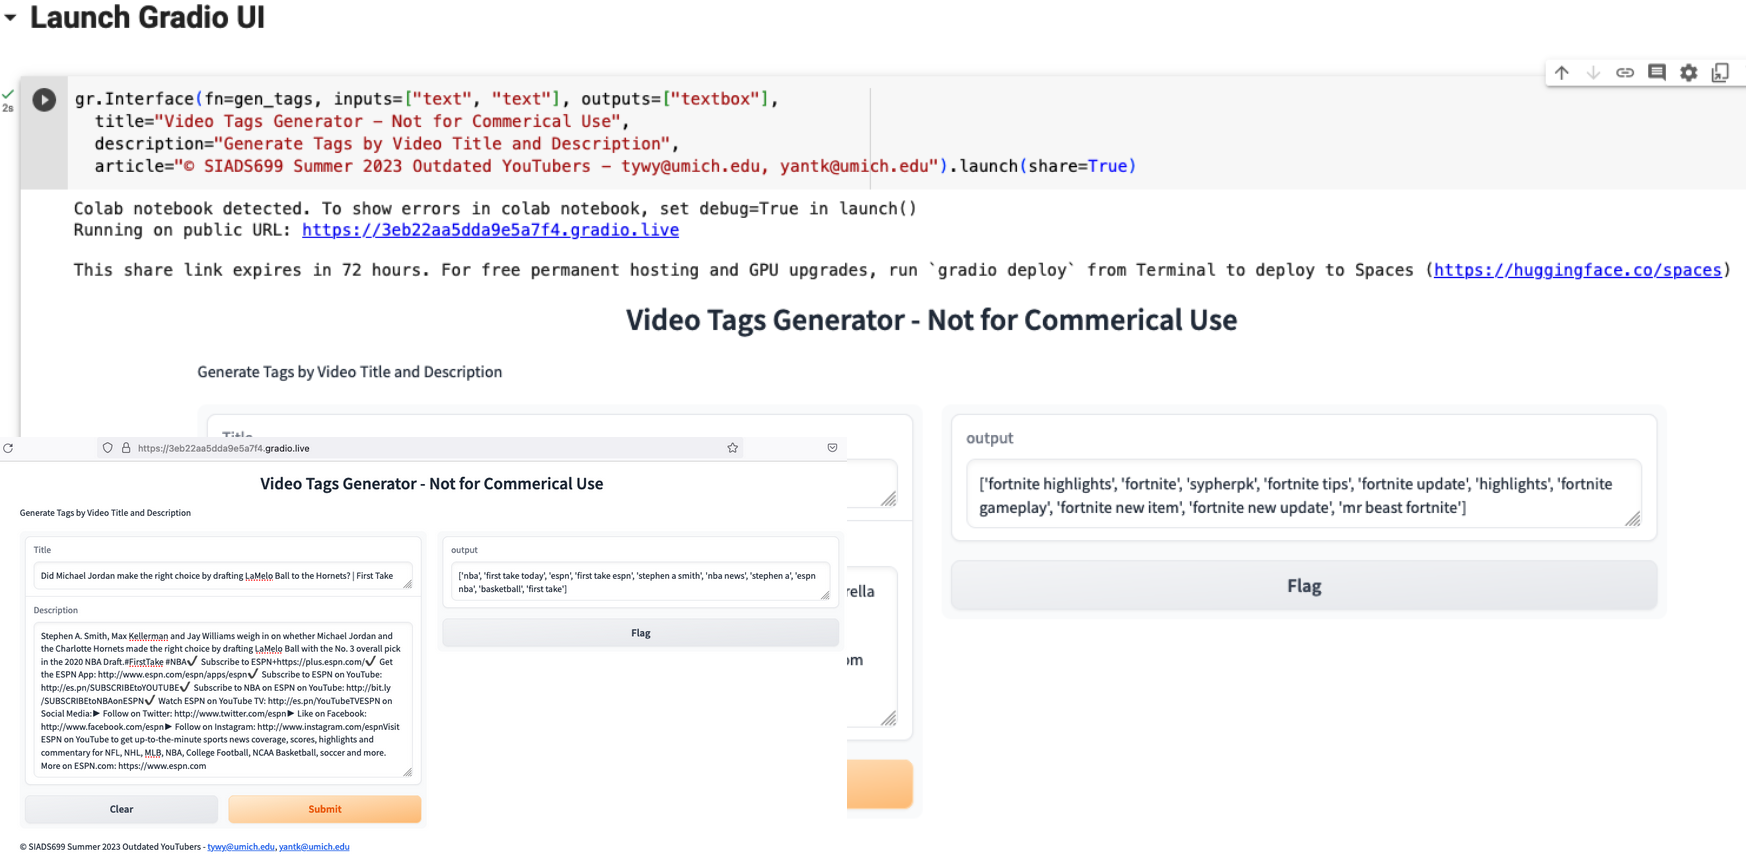 Launch Gradio UI
2s
gr.Interface(fn=gen_tags, inputs=["text", "text"], outputs=["textbox"],
title="Video Tags Generator – Not for Commerical Use",
description="Generate Tags by Video Title and Description",
article="© SIADS699 Summer 2023 Outdated YouTubers – tywy@umich.edu, yantk@umich.edu").launch(share=True)
Colab notebook detected. To show errors in colab notebook, set debug=True in launch()
Running on public URL: https://3eb22aa5dda9e5a7f4.gradio.live
This share link expires in 72 hours. For free permanent hosting and GPU upgrades, run `gradio deploy` from Terminal to deploy to Spaces (https://huggingface.co/spaces)
Video Tags Generator - Not for Commerical Use
Generate Tags by Video Title and Description
Title
output
['fortnite highlights', 'fortnite', 'sypherpk', 'fortnite tips', 'fortnite update', 'highlights', 'fortnite
gameplay', 'fortnite new item', 'fortnite new update', 'mr beast fortnite']
Flag
rella
om
https://3eb22aa5dda9e5a7f4.gradio.live
Video Tags Generator - Not for Commerical Use
Generate Tags by Video Title and Description
Title
Did Michael Jordan make the right choice by drafting LaMelo Ball to the Hornets? | First Take
Description
Stephen A. Smith, Max Kellerman and Jay Williams weigh in on whether Michael Jordan and
the Charlotte Hornets made the right choice by drafting LaMelo Ball with the No. 3 overall pick
in the 2020 NBA Draft.#FirstTake #NBA✔ Subscribe to ESPN+https://plus.espn.com/✔ Get
the ESPN App: http://www.espn.com/espn/apps/espn✔ Subscribe to ESPN on YouTube:
http://es.pn/SUBSCRIBEtoYOUTUBE✔ Subscribe to NBA on ESPN on YouTube: http://bit.ly
/SUBSCRIBEtoNBAonESPN✔ Watch ESPN on YouTube TV: http://es.pn/YouTubeTVESPN on
Social Media:▶ Follow on Twitter: http://www.twitter.com/espn▶ Like on Facebook:
http://www.facebook.com/espn▶ Follow on Instagram: http://www.instagram.com/espnVisit
ESPN on YouTube to get up-to-the-minute sports news coverage, scores, highlights and
commentary for NFL, NHL, MLB, NBA, College Football, NCAA Basketball, soccer and more.
More on ESPN.com: https://www.espn.com
Clear
Submit
output
['nba', 'first take today', 'espn', 'first take espn', 'stephen a smith', 'nba news', 'stephen a', 'espn
nba', 'basketball', 'first take']
Flag
© SIADS699 Summer 2023 Outdated YouTubers - tywy@umich.edu, yantk@umich.edu